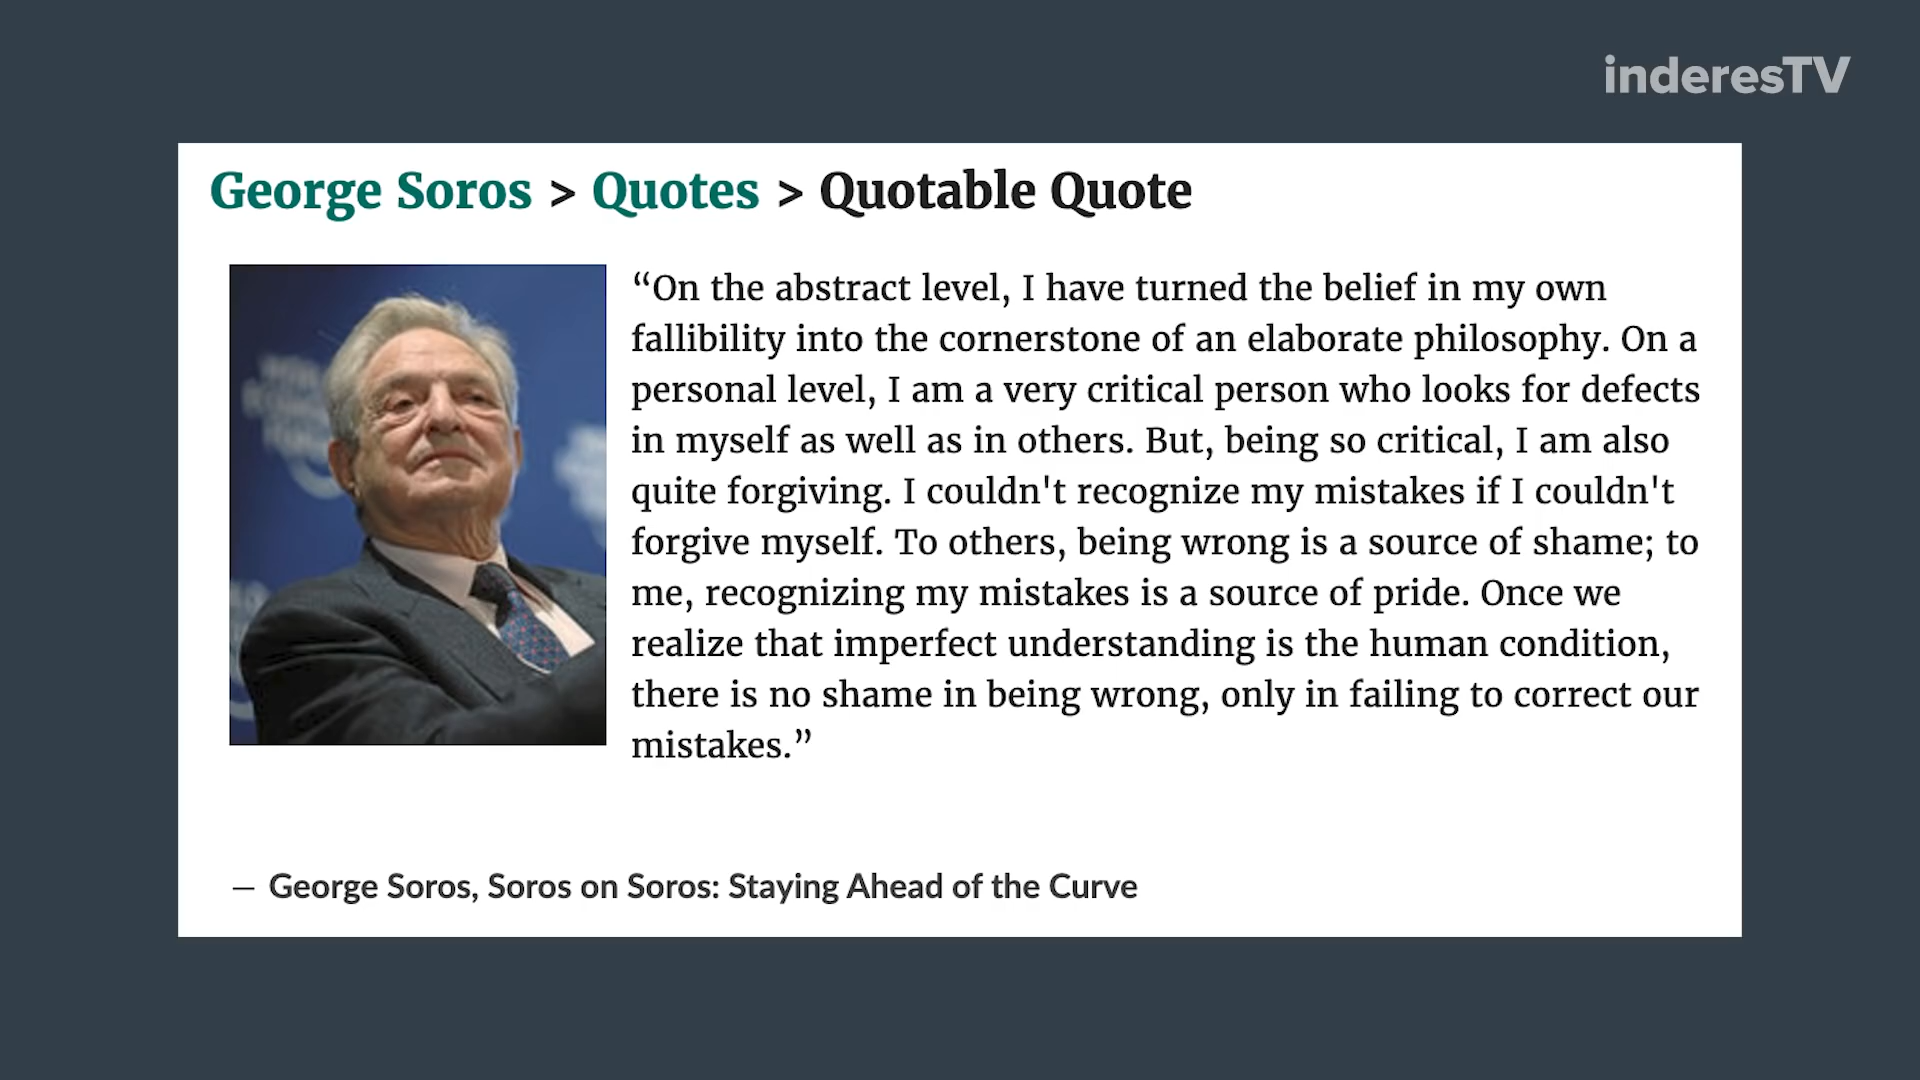 inderesTV
George Soros > Quotes > Quotable Quote
“On the abstract level, I have turned the belief in my own
fallibility into the cornerstone of an elaborate philosophy. On a
personal level, I am a very critical person who looks for defects
in myself as well as in others. But, being so critical, I am also
quite forgiving. I couldn't recognize my mistakes if I couldn't
forgive myself. To others, being wrong is a source of shame; to
me, recognizing my mistakes is a source of pride. Once we
realize that imperfect understanding is the human condition,
there is no shame in being wrong, only in failing to correct our
mistakes.”
— George Soros, Soros on Soros: Staying Ahead of the Curve